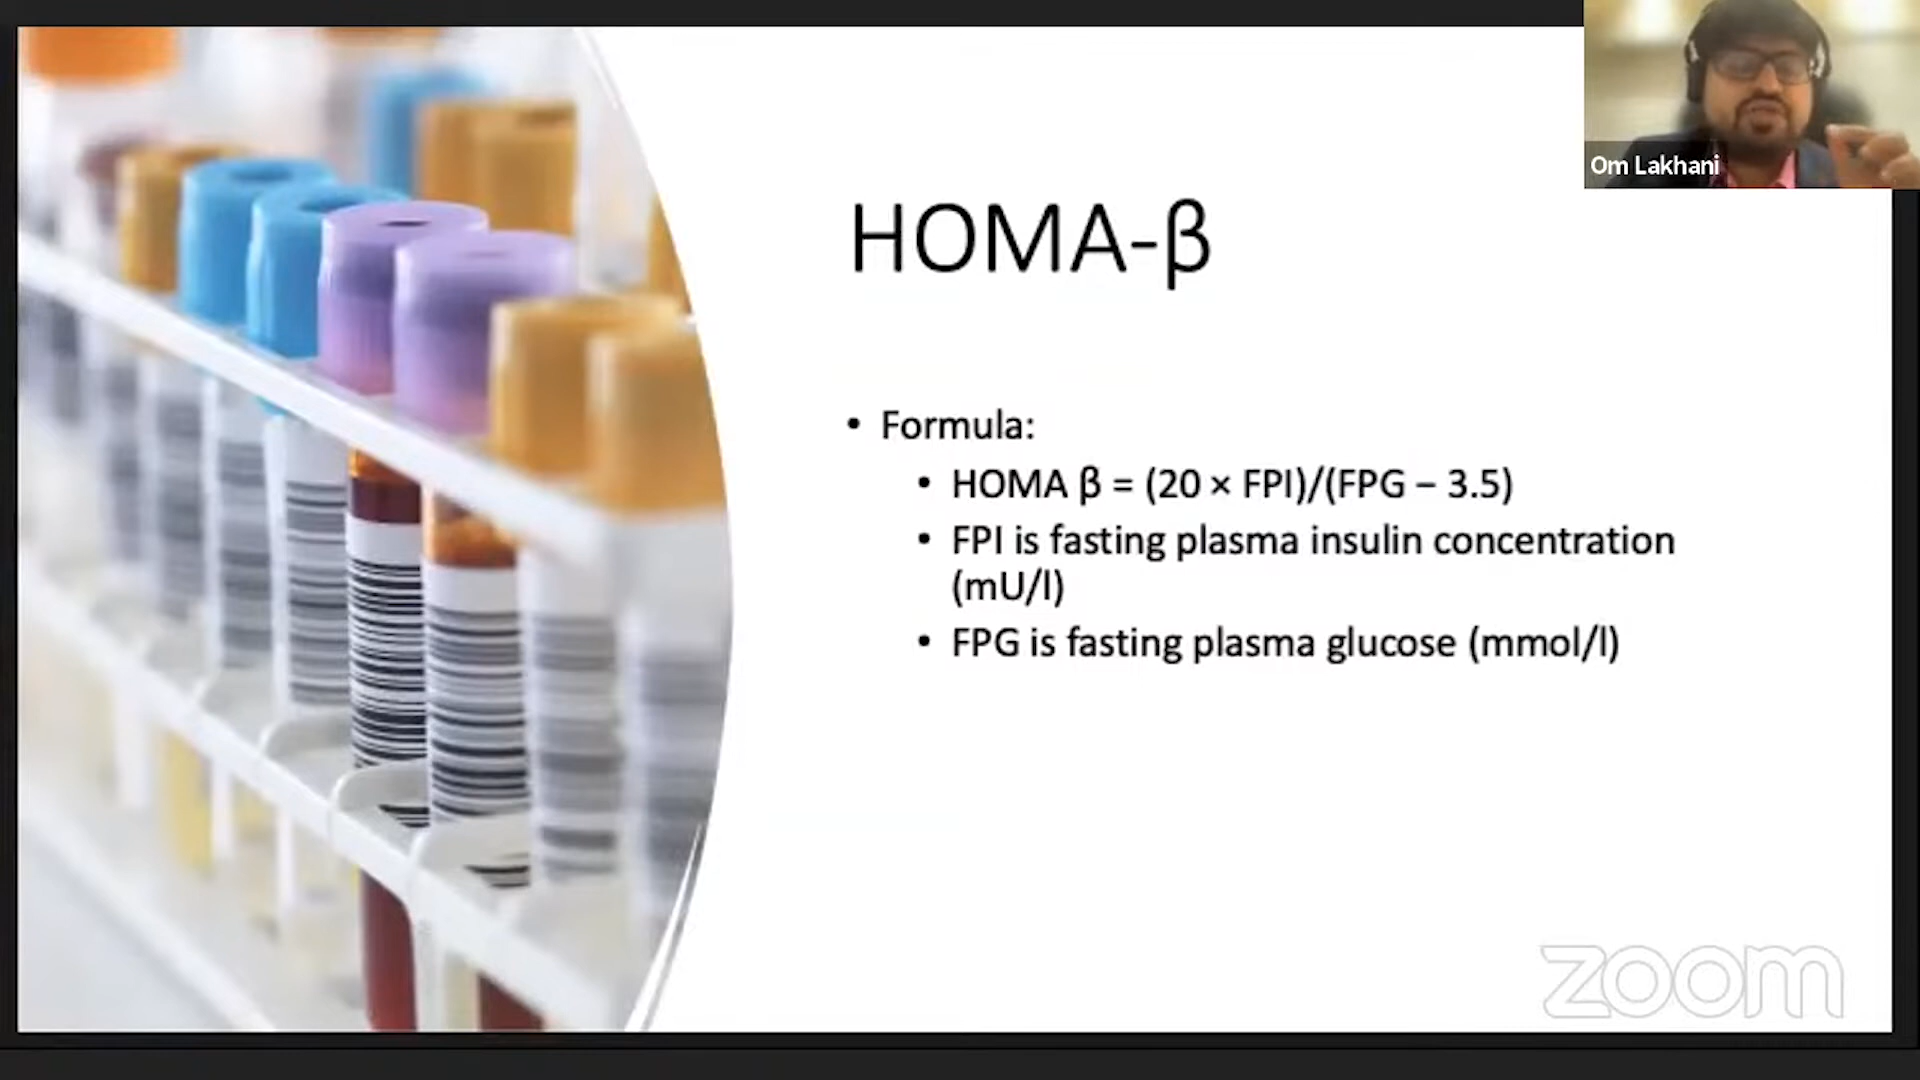 Om Lakhani
HOMA-β
• Formula:
• HOMA β = (20 × FPI)/(FPG – 3.5)
• FPI is fasting plasma insulin concentration
(mU/l)
• FPG is fasting plasma glucose (mmol/l)
zoom